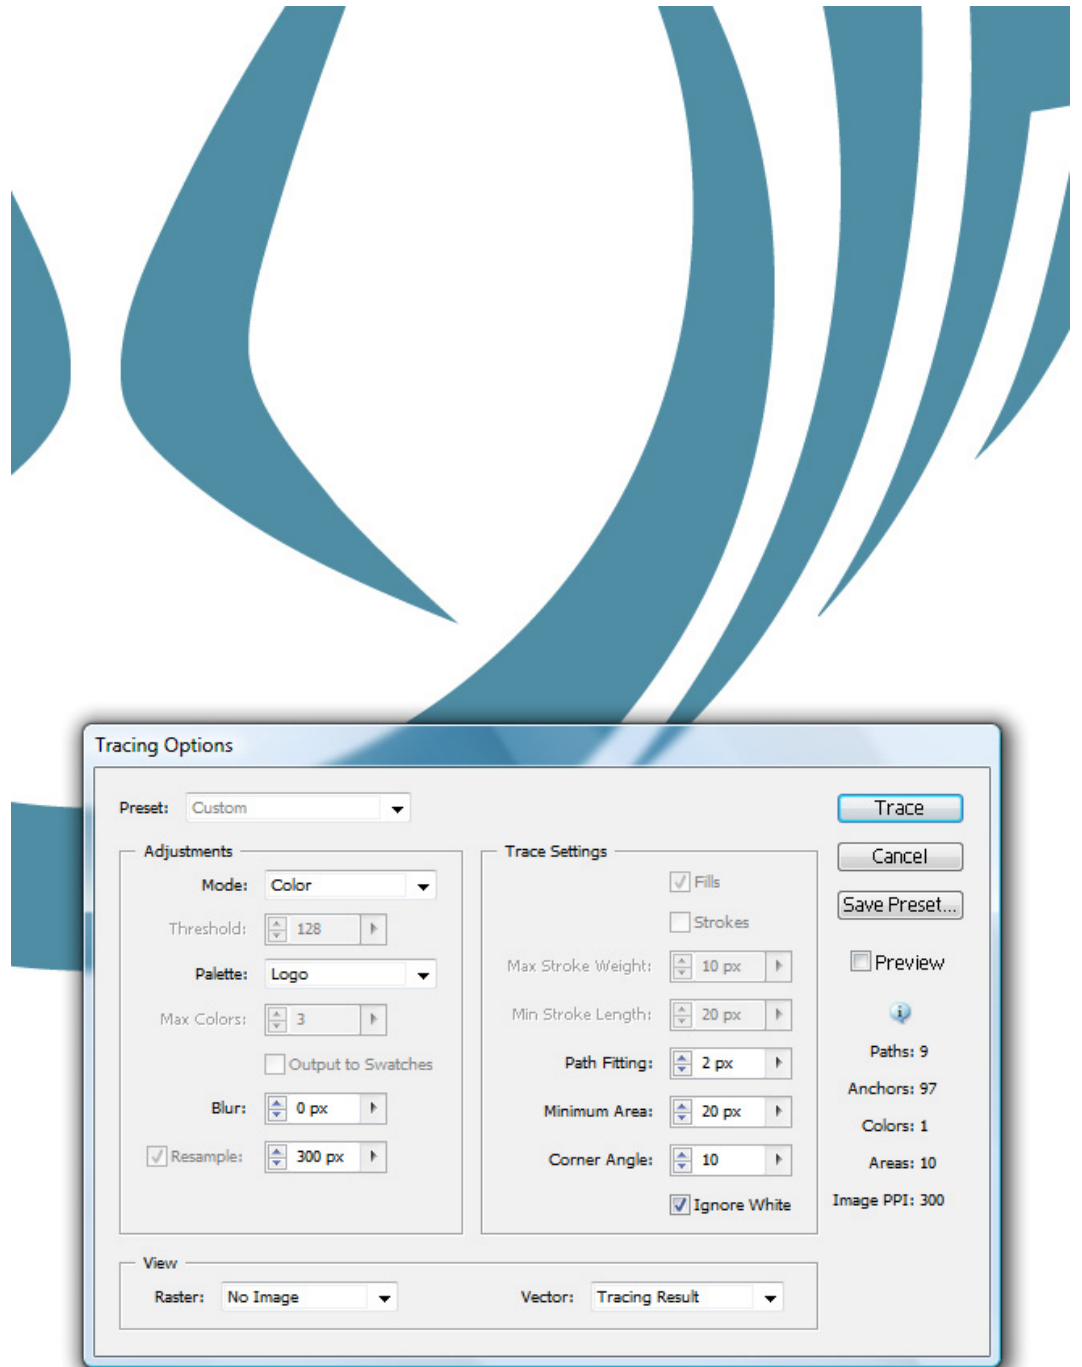 Tracing Options
Preset: Custom
Trace
Cancel
Save Preset...
Preview
Adjustments
Mode: Color
Threshold: 128
Palette: Logo
Max Colors: 3
Output to Swatches
Blur: 0 px
Resample: 300 px
Trace Settings
Fills
Strokes
Max Stroke Weight: 10 px
Min Stroke Length: 20 px
Path Fitting: 2 px
Minimum Area: 20 px
Corner Angle: 10
Ignore White
Paths: 9
Anchors: 97
Colors: 1
Areas: 10
Image PPI: 300
View
Raster: No Image
Vector: Tracing Result